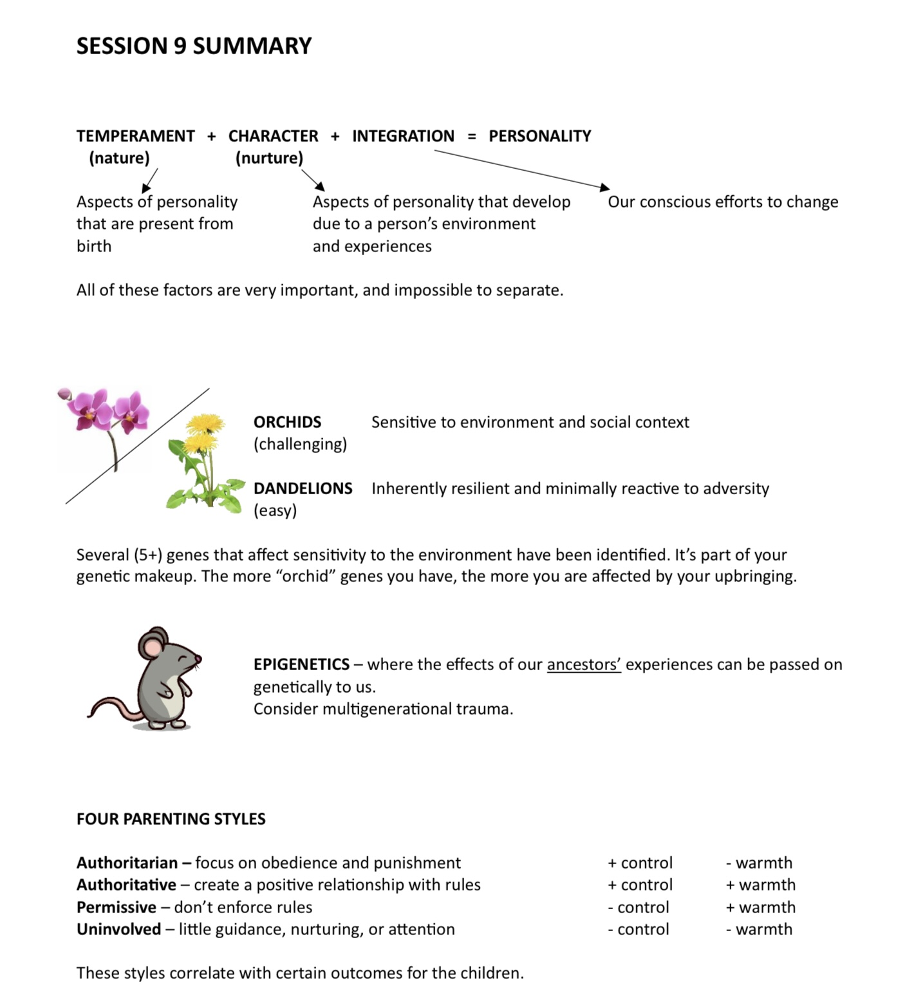 SESSION 9 SUMMARY
TEMPERAMENT + CHARACTER + INTEGRATION = PERSONALITY
(nature) (nurture)
Aspects of personality that are present from birth
Aspects of personality that develop due to a person’s environment and experiences
Our conscious efforts to change
All of these factors are very important, and impossible to separate.
ORCHIDS Sensitive to environment and social context
(challenging)
DANDELIONS Inherently resilient and minimally reactive to adversity
(easy)
Several (5+) genes that affect sensitivity to the environment have been identified. It’s part of your
genetic makeup. The more “orchid” genes you have, the more you are affected by your upbringing.
EPIGENETICS – where the effects of our ancestors’ experiences can be passed on
genetically to us.
Consider multigenerational trauma.
FOUR PARENTING STYLES
Authoritarian – focus on obedience and punishment + control - warmth
Authoritative – create a positive relationship with rules + control + warmth
Permissive – don’t enforce rules - control + warmth
Uninvolved – little guidance, nurturing, or attention - control - warmth
These styles correlate with certain outcomes for the children.